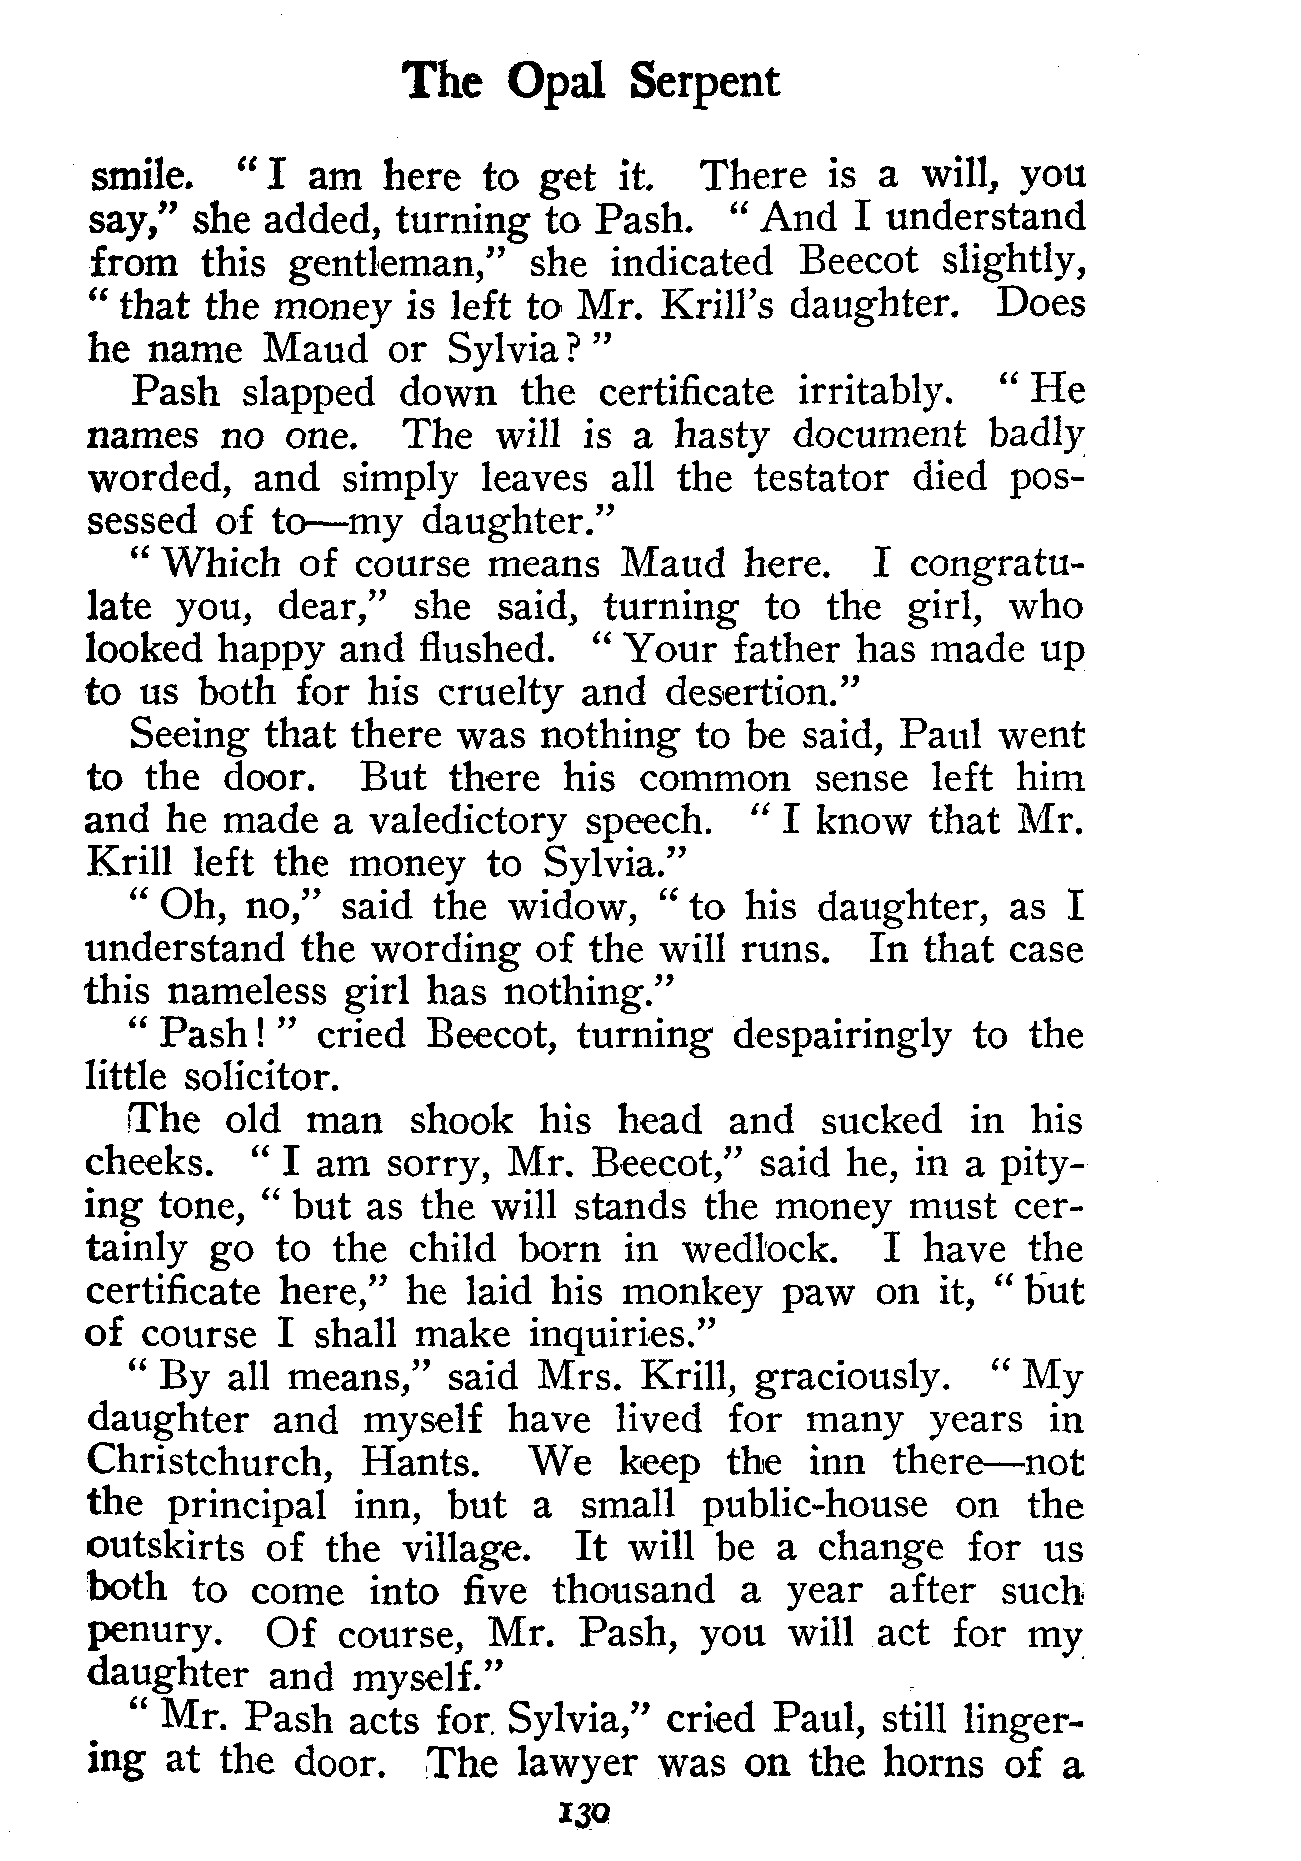 The Opal Serpent
smile. "I am here to get it. There is a will, you
say," she added, turning to Pash. "And I understand
from this gentleman," she indicated Beecot slightly,
"that the money is left to Mr. Krill's daughter. Does
he name Maud or Sylvia?"
Pash slapped down the certificate irritably. "He
names no one. The will is a hasty document badly
worded, and simply leaves all the testator died pos-
sessed of to—my daughter."
"Which of course means Maud here. I congratu-
late you, dear," she said, turning to the girl, who
looked happy and flushed. "Your father has made up
to us both for his cruelty and desertion."
Seeing that there was nothing to be said, Paul went
to the door. But there his common sense left him
and he made a valedictory speech. "I know that Mr.
Krill left the money to Sylvia."
"Oh, no," said the widow, "to his daughter, as I
understand the wording of the will runs. In that case
this nameless girl has nothing."
"Pash!" cried Beecot, turning despairingly to the
little solicitor.
The old man shook his head and sucked in his
cheeks. "I am sorry, Mr. Beecot," said he, in a pity-
ing tone, "but as the will stands the money must cer-
tainly go to the child born in wedlock. I have the
certificate here," he laid his monkey paw on it, "but
of course I shall make inquiries."
"By all means," said Mrs. Krill, graciously. "My
daughter and myself have lived for many years in
Christchurch, Hants. We keep the inn there—not
the principal inn, but a small public-house on the
outskirts of the village. It will be a change for us
both to come into five thousand a year after such
penury. Of course, Mr. Pash, you will act for my
daughter and myself."
"Mr. Pash acts for Sylvia," cried Paul, still linger-
ing at the door. The lawyer was on the horns of a
130